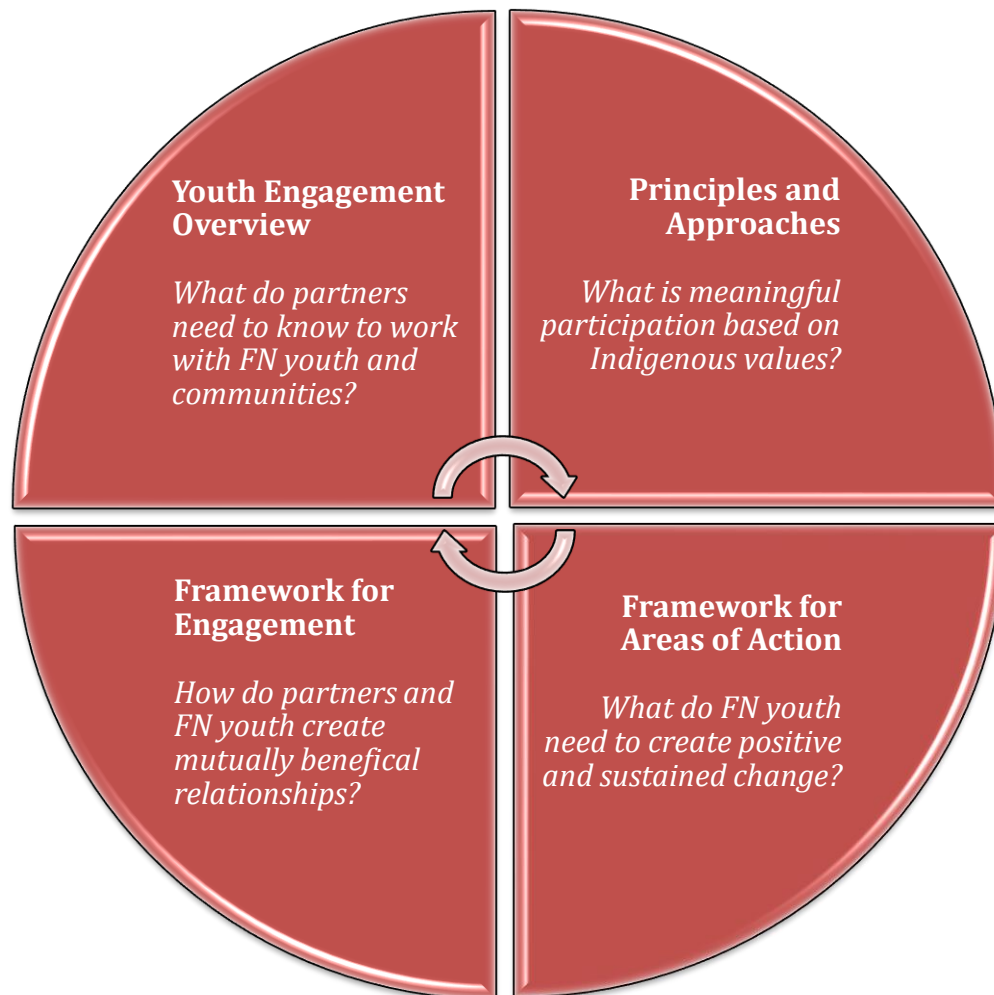 Youth Engagement
Overview
What do partners
need to know to work
with FN youth and
communities?
Principles and
Approaches
What is meaningful
participation based on
Indigenous values?
Framework for
Engagement
How do partners and
FN youth create
mutually benefical
relationships?
Framework for
Areas of Action
What do FN youth
need to create positive
and sustained change?